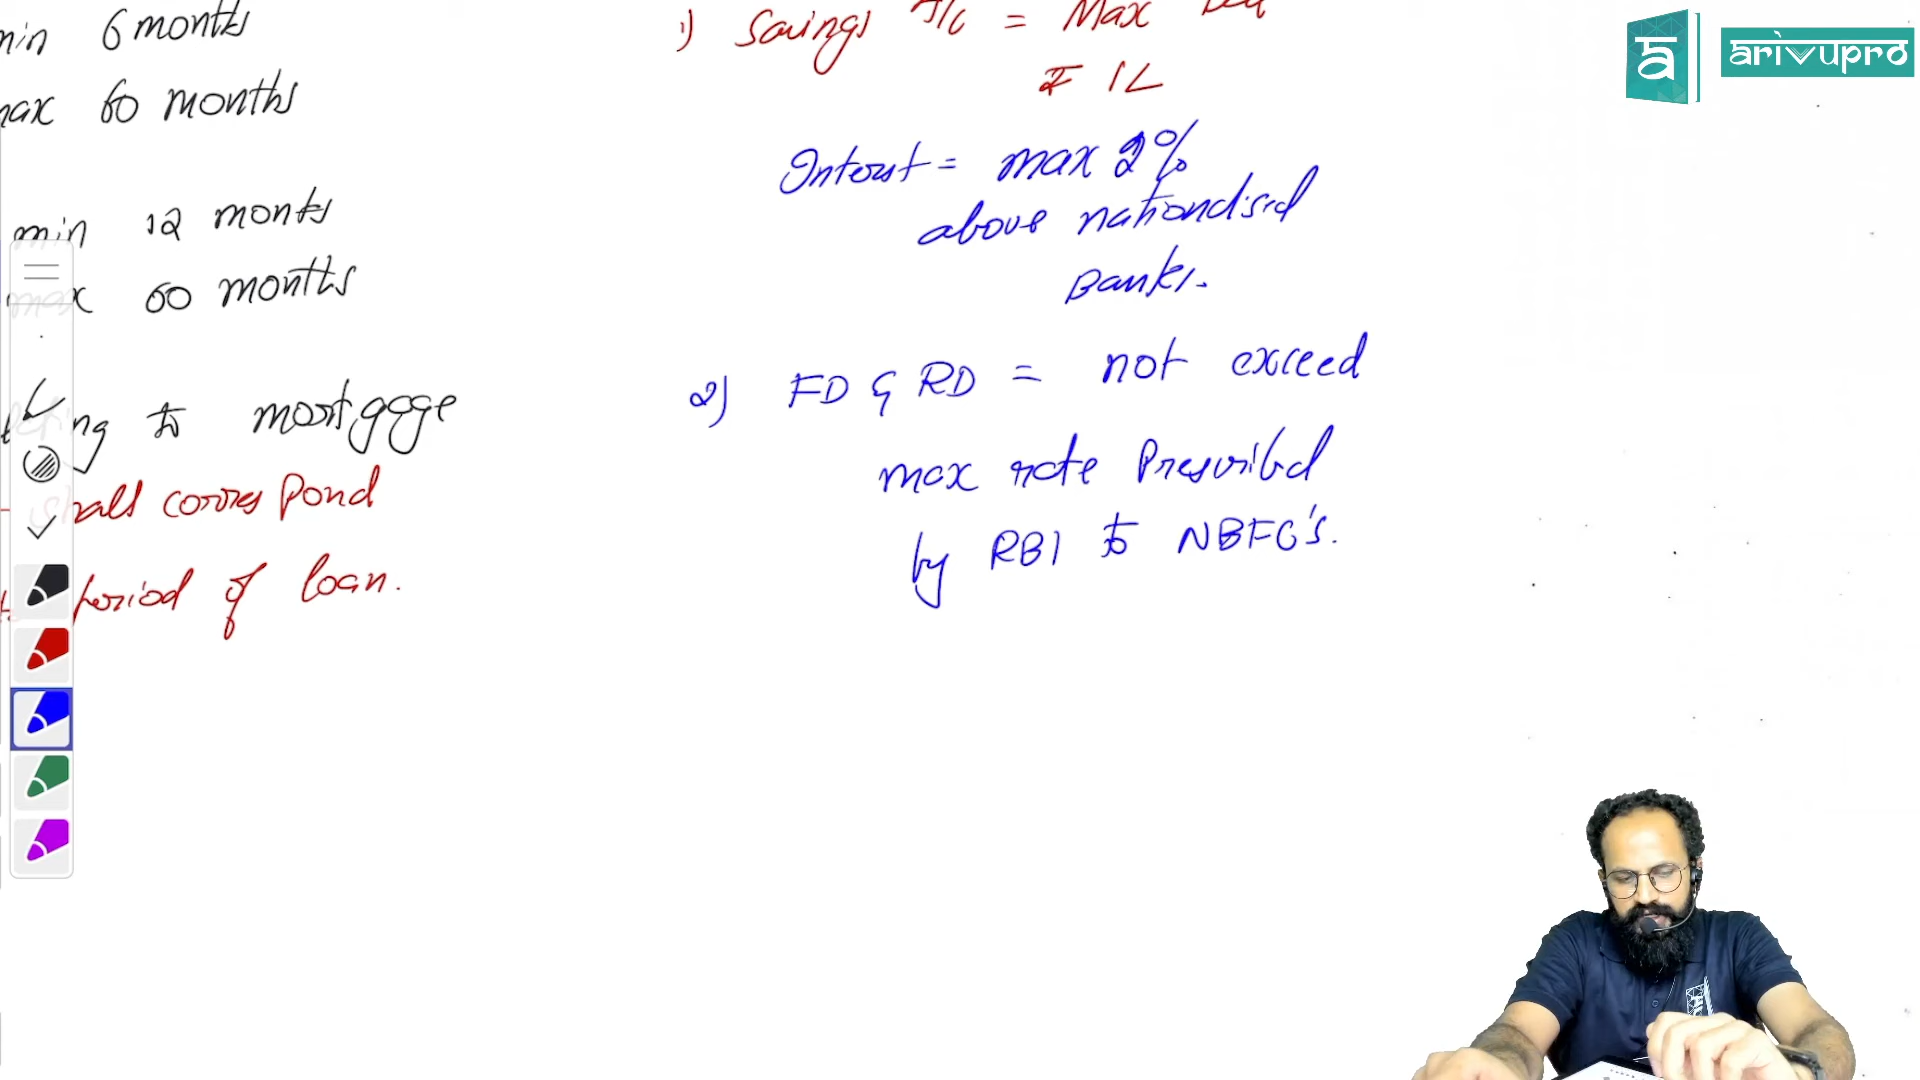 min 6 months
max 60 months
min 12 months
max 60 months
to mortgage
shall correspond
period of loan.
1) Savings A/c = Max
₹ 1L
Interest = max 2%
above nationalised
Banks.
2) FD & RD = not exceed
max rate Prescribed
by RBI to NBFC's.
arivupro